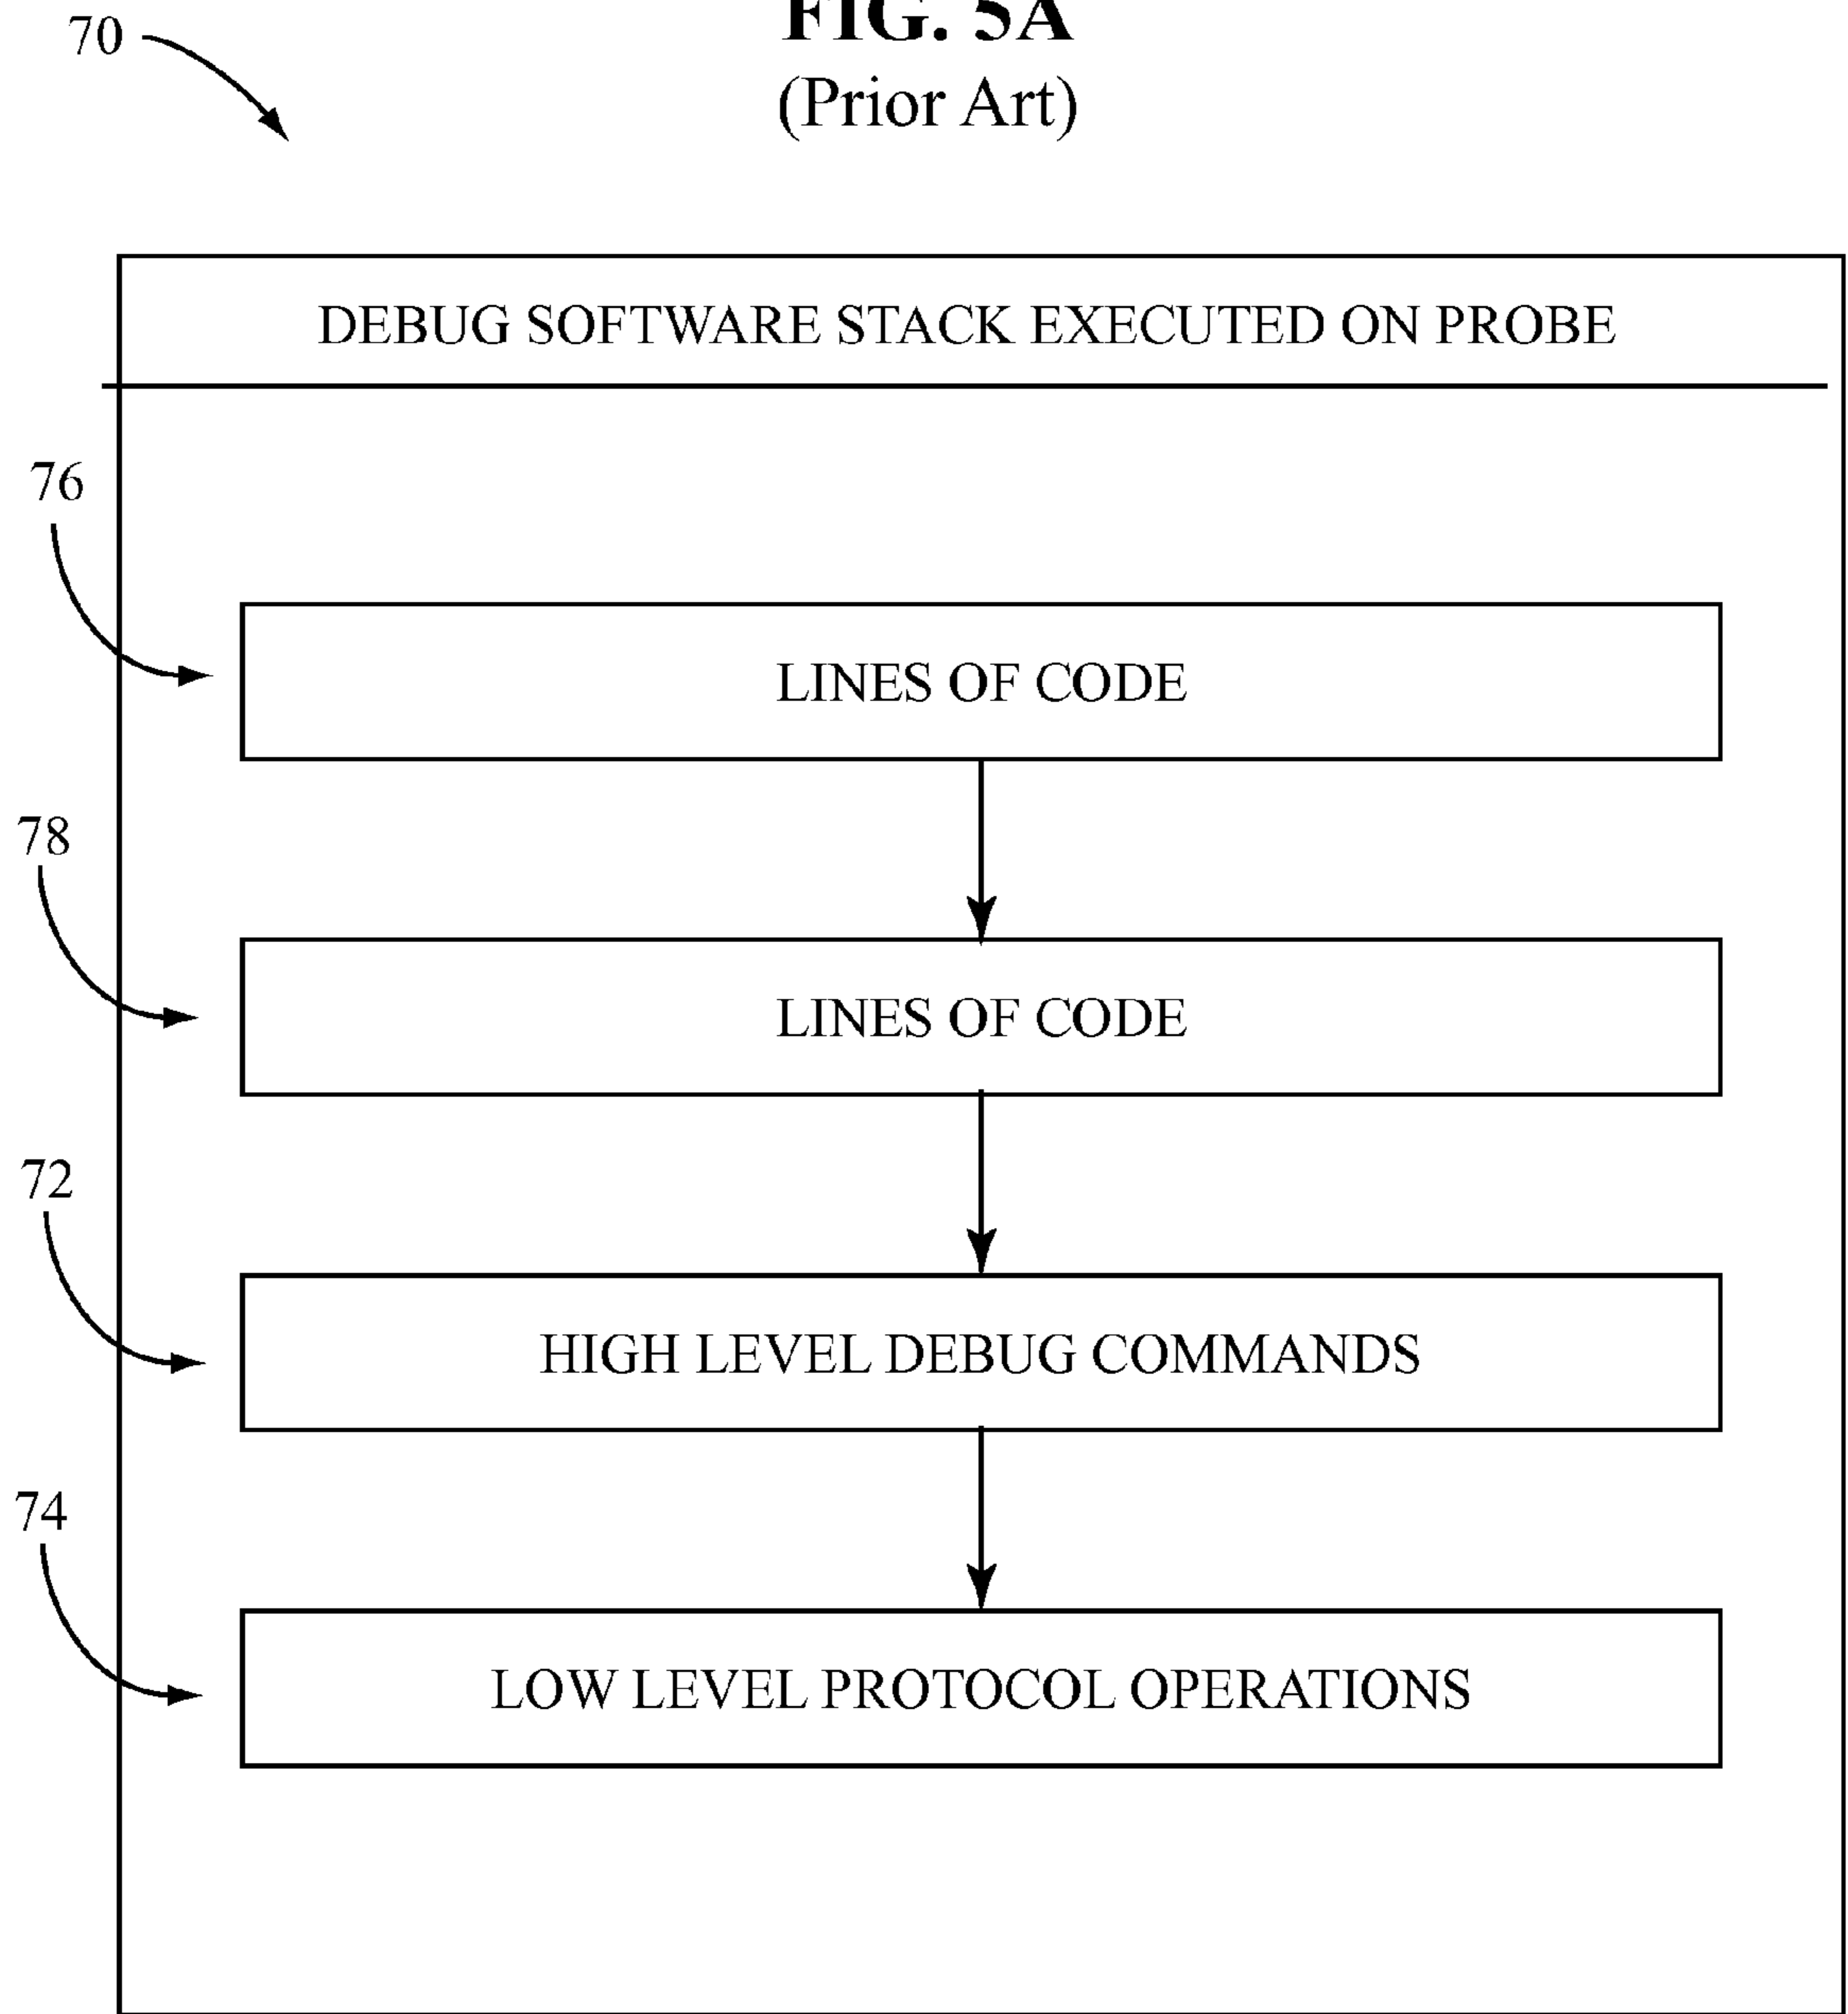 70
FIG. 5A
(Prior Art)
DEBUG SOFTWARE STACK EXECUTED ON PROBE
76
LINES OF CODE
78
LINES OF CODE
72
HIGH LEVEL DEBUG COMMANDS
74
LOW LEVEL PROTOCOL OPERATIONS